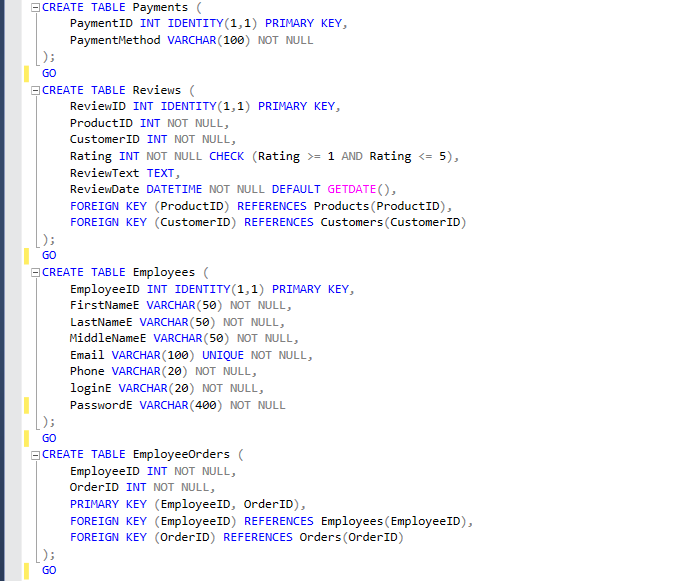 CREATE TABLE Payments (
PaymentID INT IDENTITY(1,1) PRIMARY KEY,
PaymentMethod VARCHAR(100) NOT NULL
);
GO
CREATE TABLE Reviews (
ReviewID INT IDENTITY(1,1) PRIMARY KEY,
ProductID INT NOT NULL,
CustomerID INT NOT NULL,
Rating INT NOT NULL CHECK (Rating >= 1 AND Rating <= 5),
ReviewText TEXT,
ReviewDate DATETIME NOT NULL DEFAULT GETDATE(),
FOREIGN KEY (ProductID) REFERENCES Products(ProductID),
FOREIGN KEY (CustomerID) REFERENCES Customers(CustomerID)
);
GO
CREATE TABLE Employees (
EmployeeID INT IDENTITY(1,1) PRIMARY KEY,
FirstNameE VARCHAR(50) NOT NULL,
LastNameE VARCHAR(50) NOT NULL,
MiddleNameE VARCHAR(50) NOT NULL,
Email VARCHAR(100) UNIQUE NOT NULL,
Phone VARCHAR(20) NOT NULL,
loginE VARCHAR(20) NOT NULL,
PasswordE VARCHAR(400) NOT NULL
);
GO
CREATE TABLE EmployeeOrders (
EmployeeID INT NOT NULL,
OrderID INT NOT NULL,
PRIMARY KEY (EmployeeID, OrderID),
FOREIGN KEY (EmployeeID) REFERENCES Employees(EmployeeID),
FOREIGN KEY (OrderID) REFERENCES Orders(OrderID)
);
GO